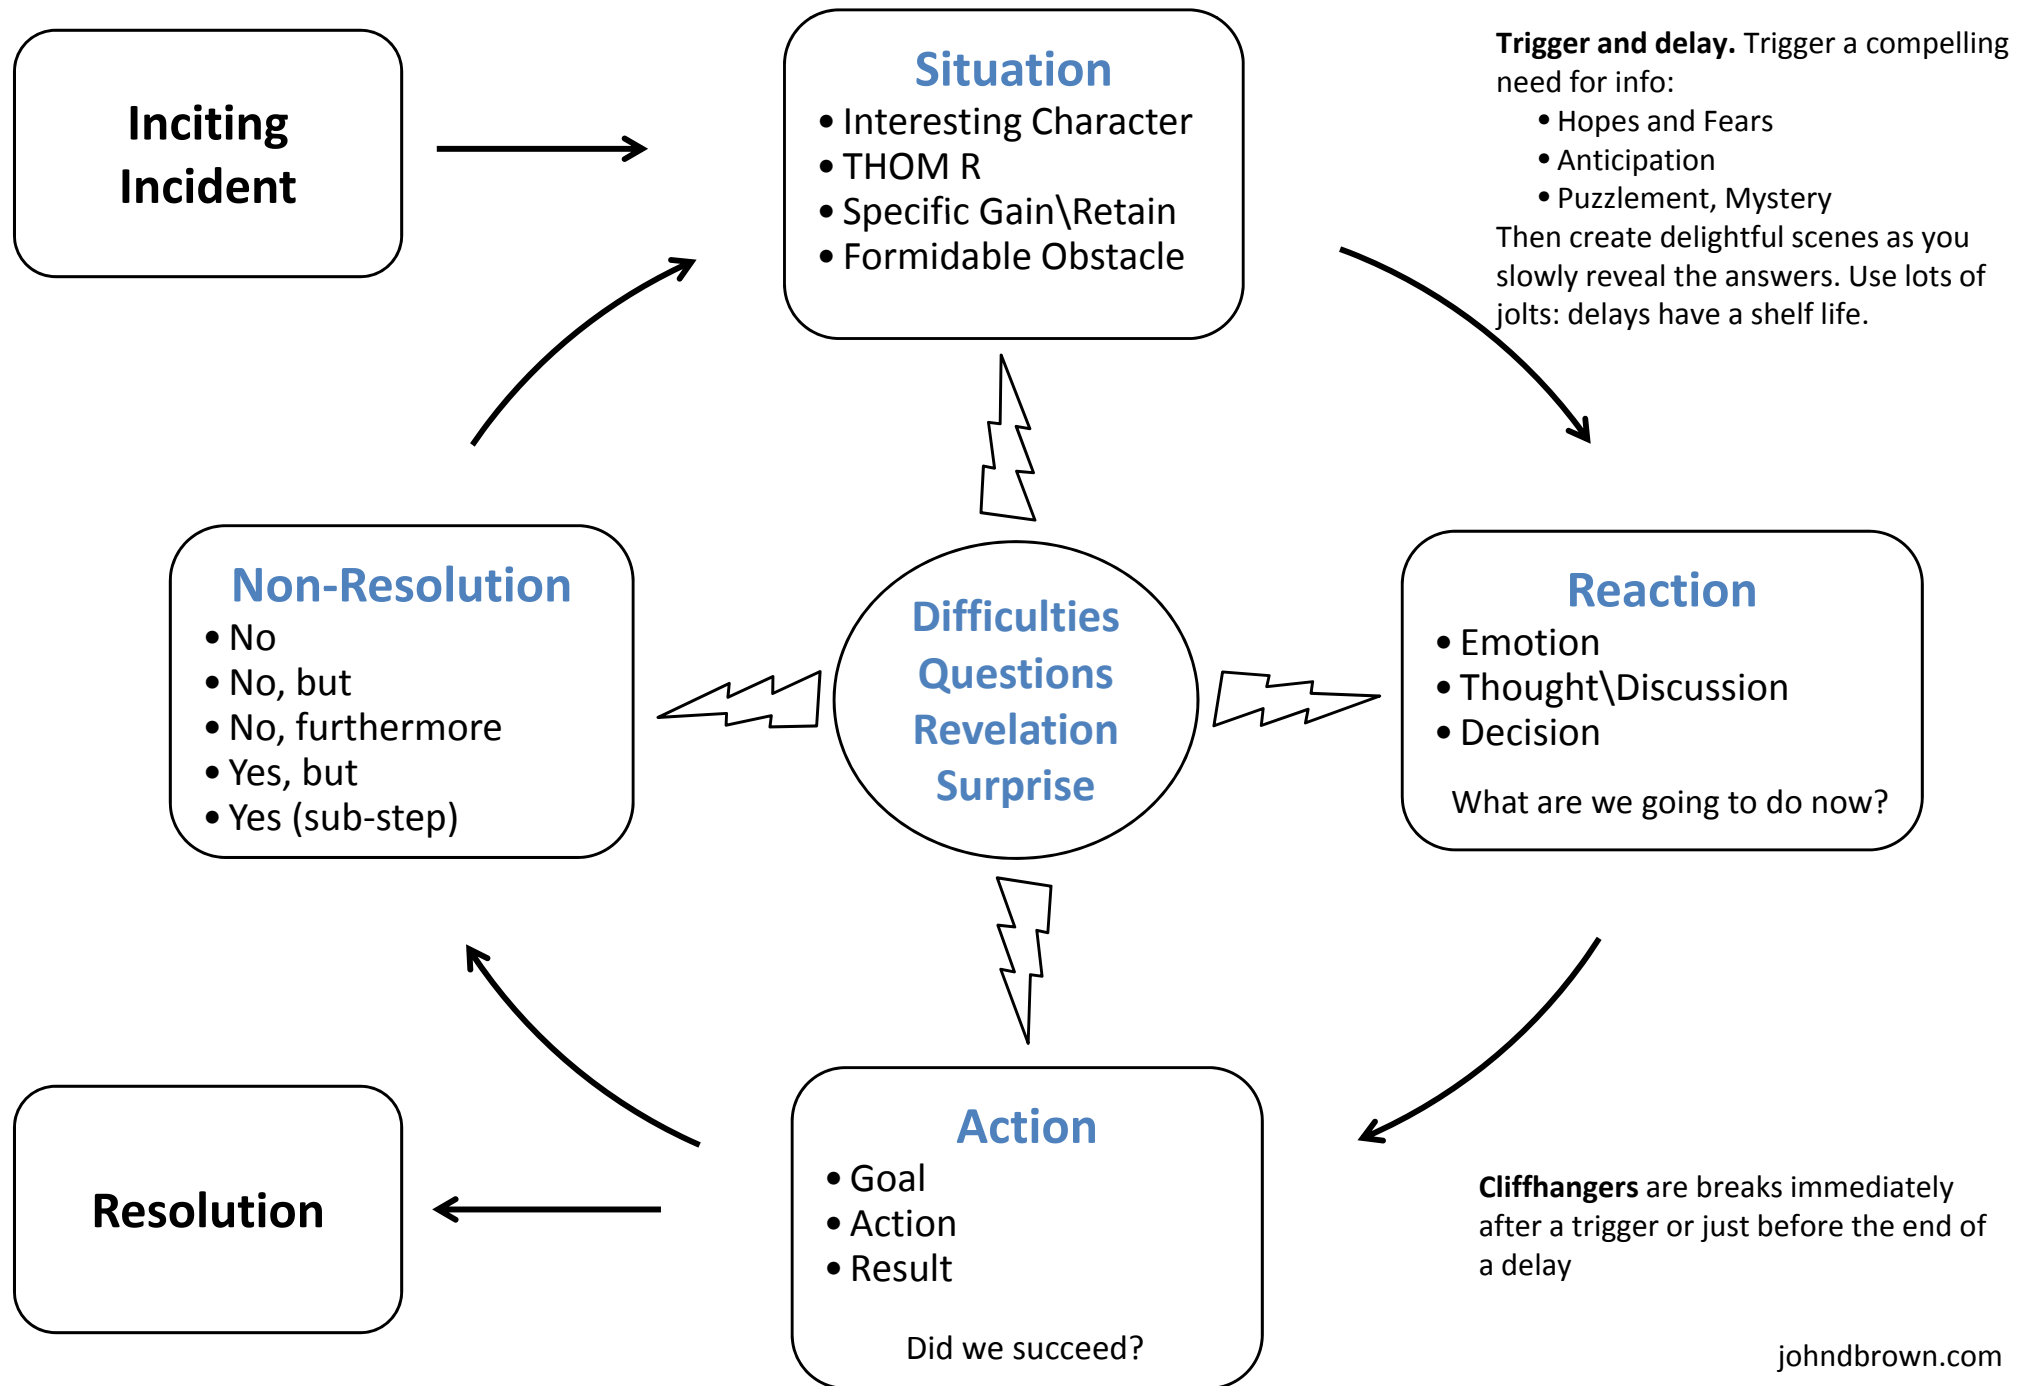 Inciting
Incident
Situation
• Interesting Character
• THOM R
• Specific Gain\Retain
• Formidable Obstacle
Trigger and delay. Trigger a compelling
need for info:
• Hopes and Fears
• Anticipation
• Puzzlement, Mystery
Then create delightful scenes as you
slowly reveal the answers. Use lots of
jolts: delays have a shelf life.
Non-Resolution
• No
• No, but
• No, furthermore
• Yes, but
• Yes (sub-step)
Difficulties
Questions
Revelation
Surprise
Reaction
• Emotion
• Thought\Discussion
• Decision
What are we going to do now?
Resolution
Action
• Goal
• Action
• Result
Did we succeed?
Cliffhangers are breaks immediately
after a trigger or just before the end of
a delay
johndbrown.com